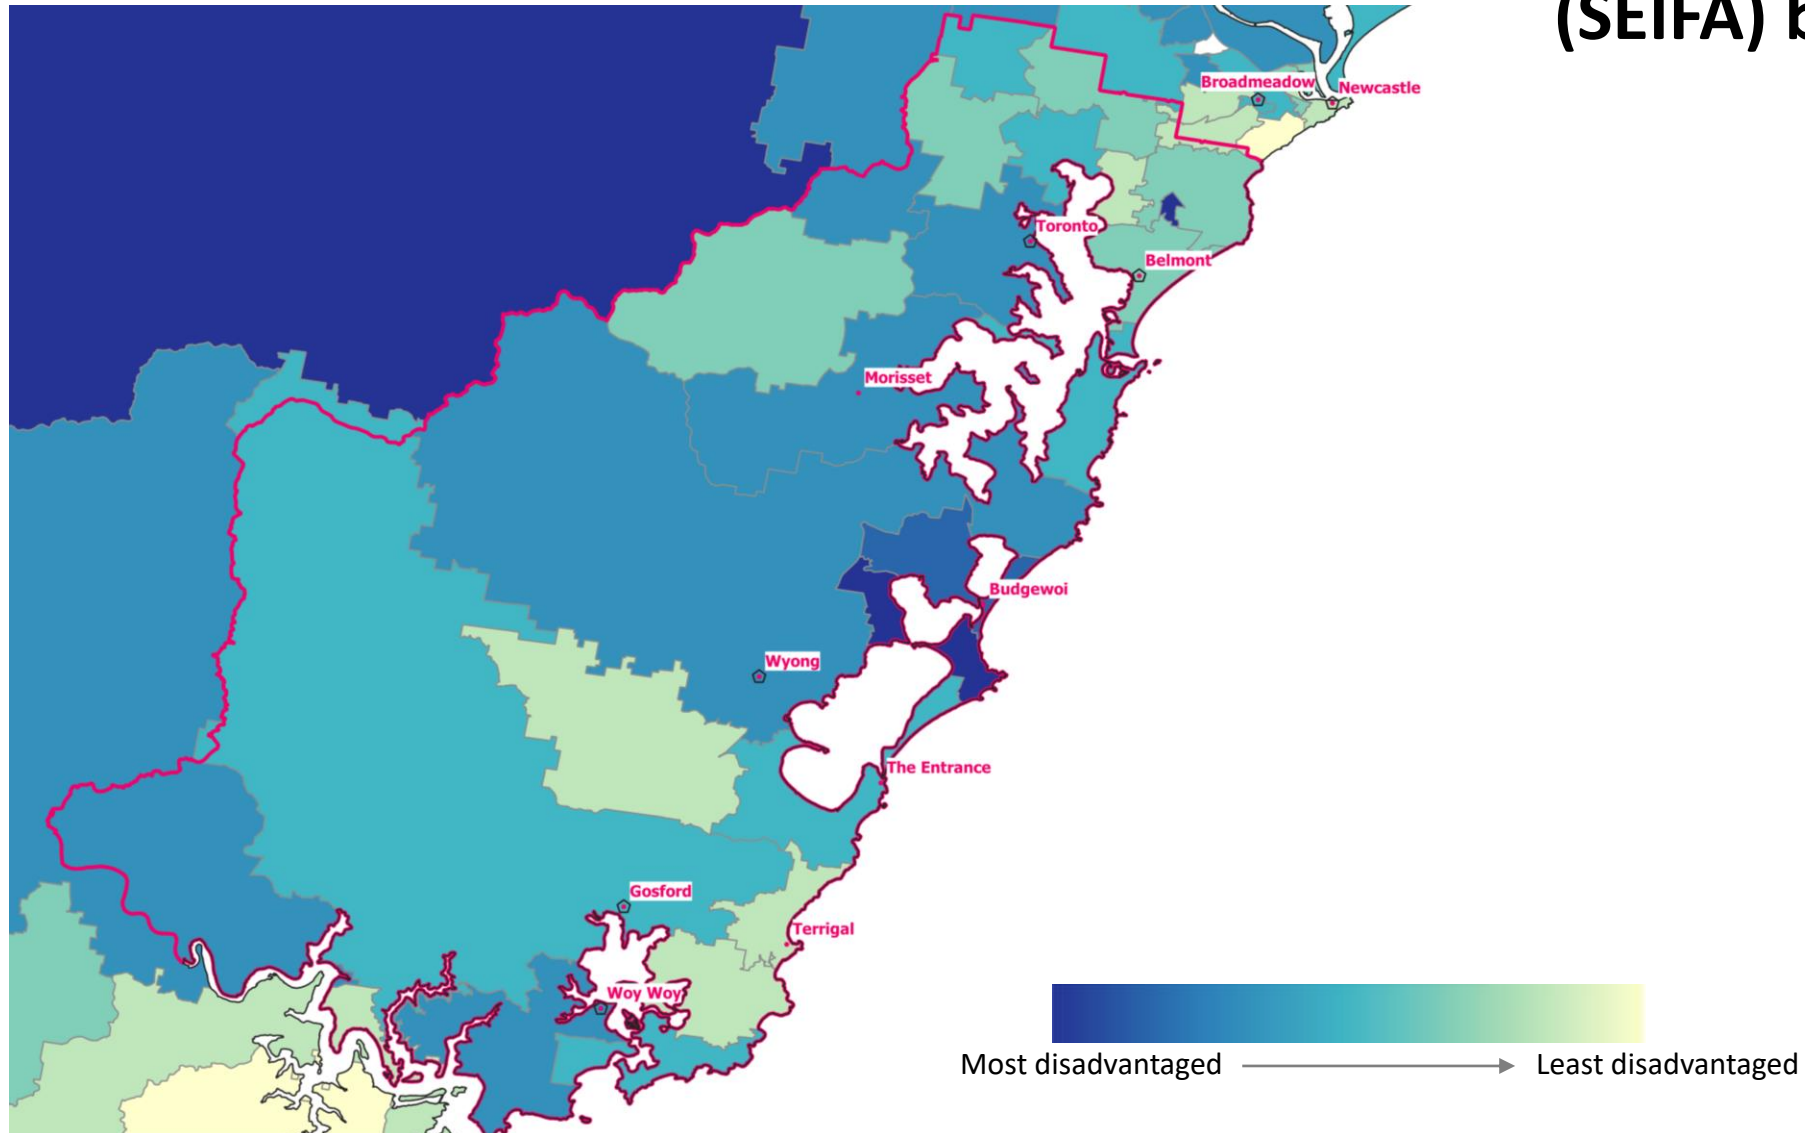 (SEIFA) b
Broadmeadow
Newcastle
Toronto
Belmont
Morisset
Budgewoi
Wyong
The Entrance
Gosford
Terrigal
Woy Woy
Most disadvantaged
Least disadvantaged